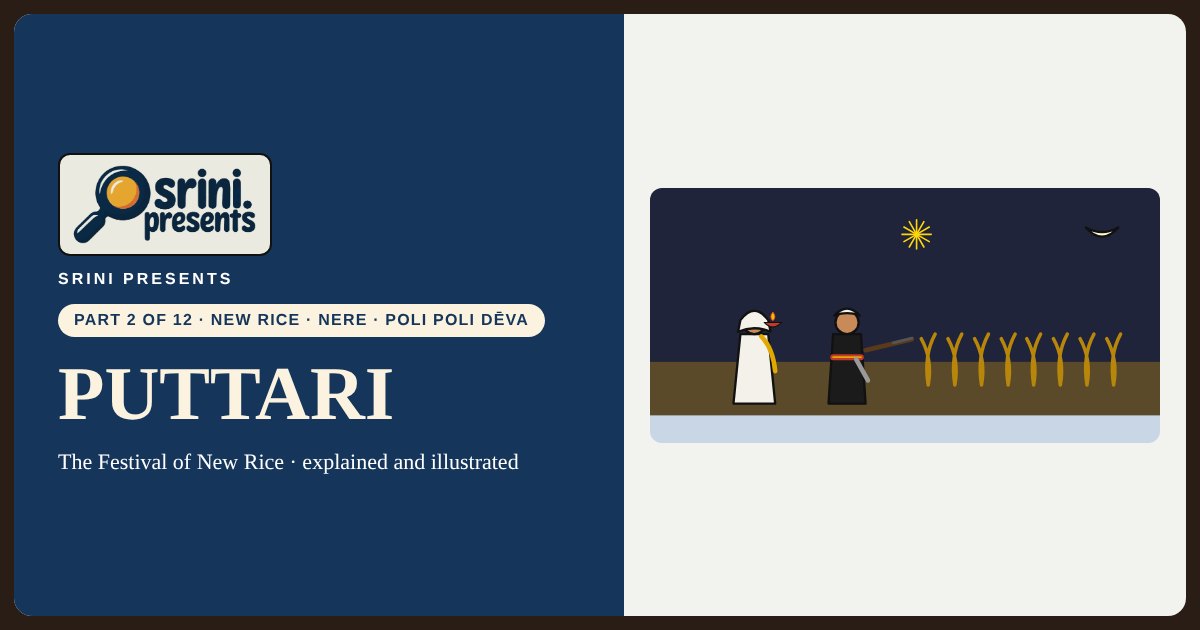 srini.
presents
SRINI PRESENTS
PART 2 OF 12 · NEW RICE · NERE · POLI POLI DĒVA
PUTTARI
The Festival of New Rice · explained and illustrated